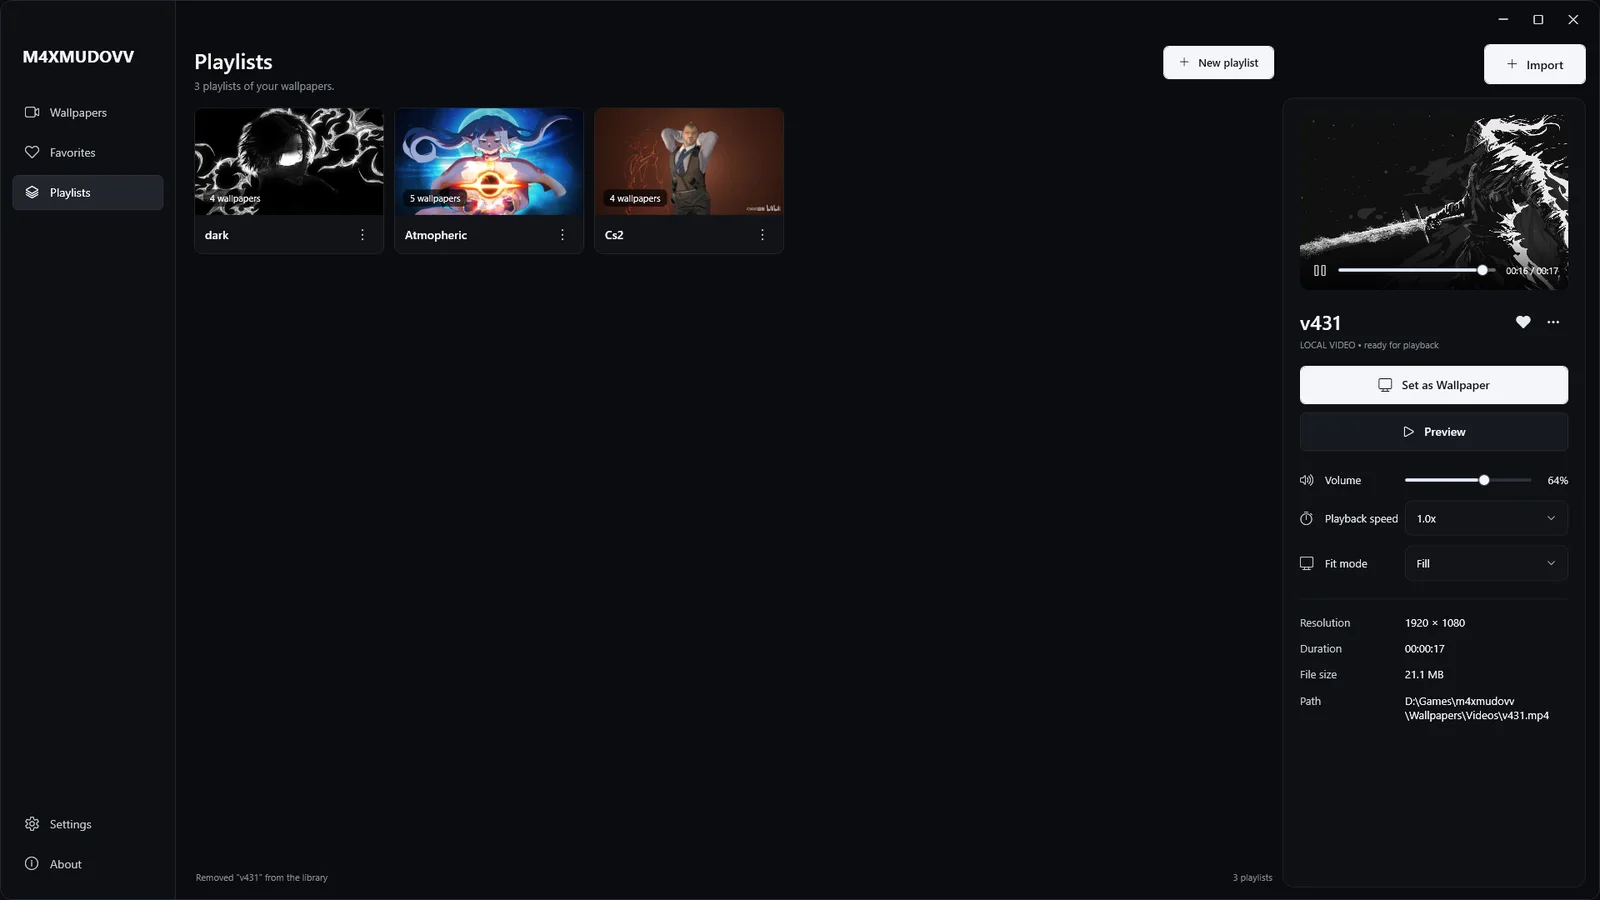 M4XMUDOVV
Wallpapers
Favorites
Playlists
Settings
About
Playlists
3 playlists of your wallpapers.
New playlist
4 wallpapers
dark
5 wallpapers
Atmopheric
4 wallpapers
Cs2
Removed "v431" from the library
3 playlists
Import
00:16 / 00:17
v431
LOCAL VIDEO • ready for playback
Set as Wallpaper
Preview
Volume 64%
Playback speed 1.0x
Fit mode Fill
Resolution 1920 × 1080
Duration 00:00:17
File size 21.1 MB
Path D:\Games\m4xmudovv
\Wallpapers\Videos\v431.mp4